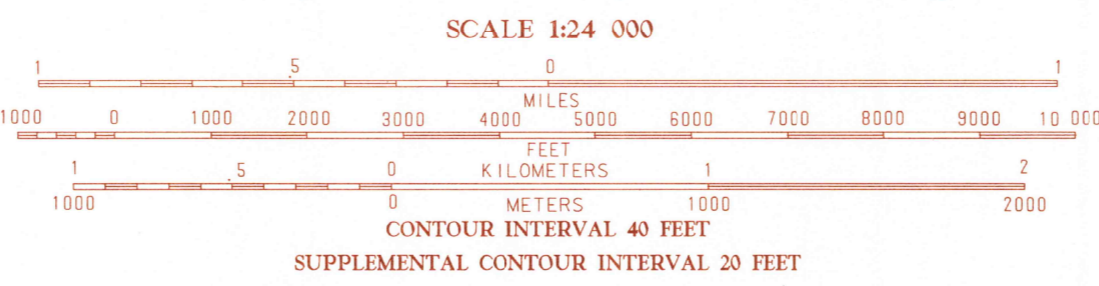 SCALE 1:24 000
1 .5 0 1
MILES
1000 0 1000 2000 3000 4000 5000 6000 7000 8000 9000 10 000
FEET
1 .5 0 KILOMETERS 1 2
1000 0 METERS 1000 2000
CONTOUR INTERVAL 40 FEET
SUPPLEMENTAL CONTOUR INTERVAL 20 FEET